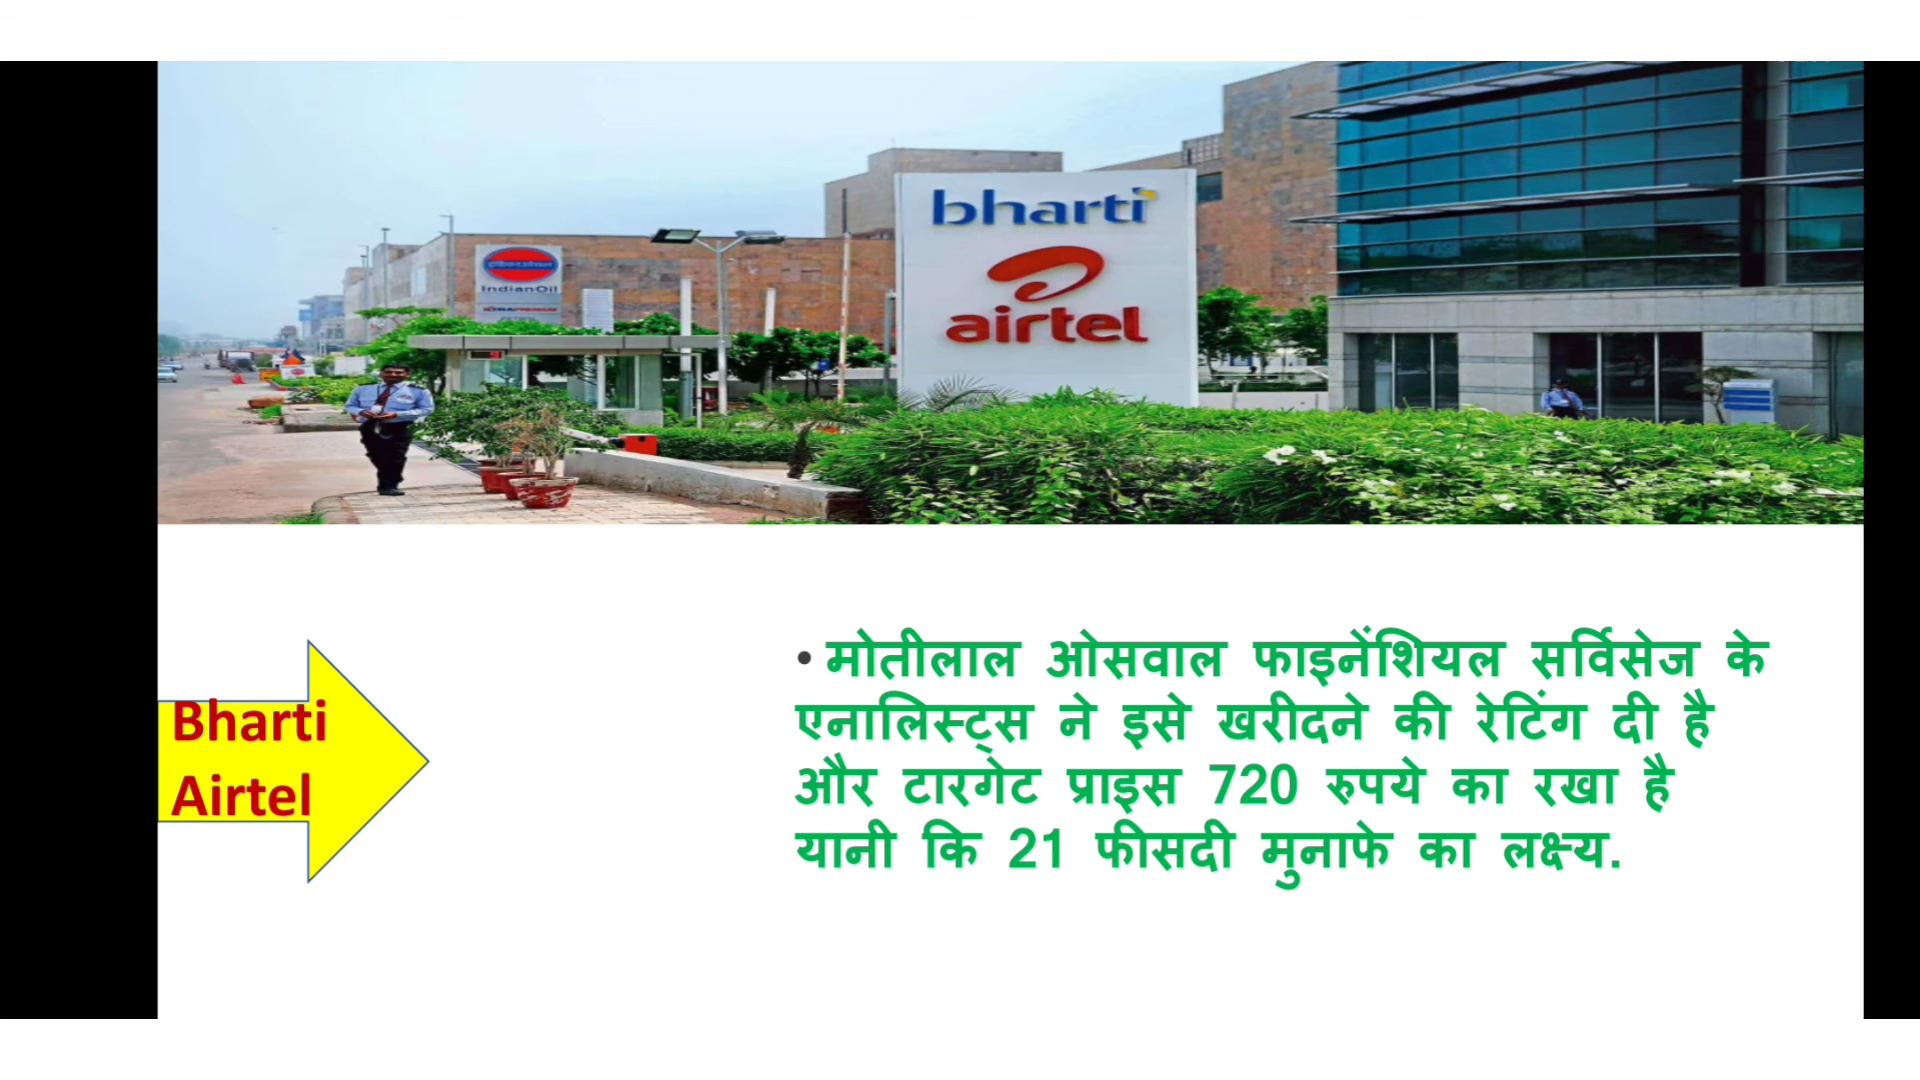 bharti
airtel
IndianOil
Bharti
Airtel
• मोतीलाल ओसवाल फाइनेंशियल सर्विसेज के
एनालिस्ट्स ने इसे खरीदने की रेटिंग दी है
और टारगेट प्राइस 720 रुपये का रखा है
यानी कि 21 फीसदी मुनाफे का लक्ष्य.